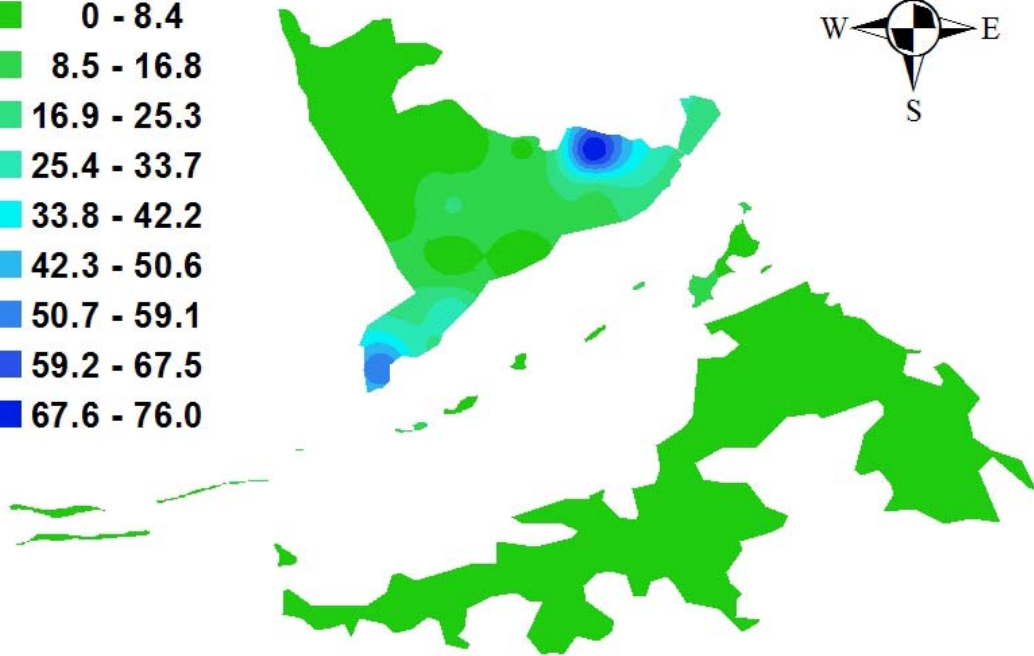 0 - 8.4
8.5 - 16.8
16.9 - 25.3
25.4 - 33.7
33.8 - 42.2
42.3 - 50.6
50.7 - 59.1
59.2 - 67.5
67.6 - 76.0
W E
S